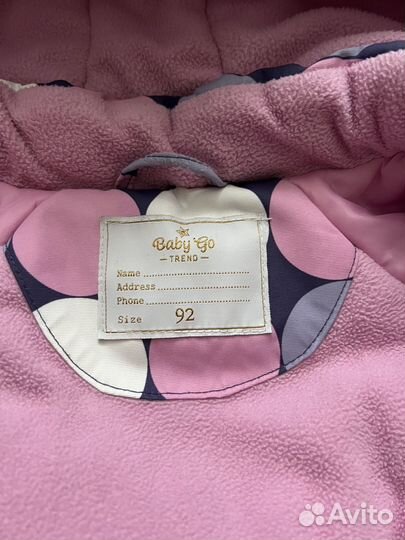 Baby Go
TREND
Name
Address
Phone
Size 92
Avito